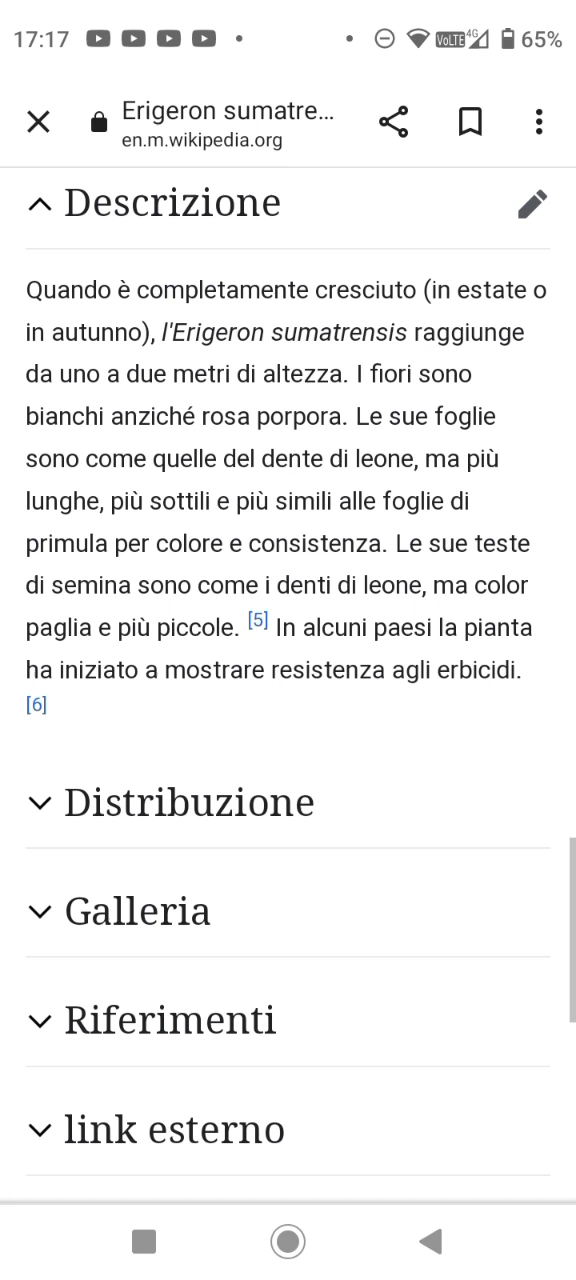 17:17
VoLTE 4G 65%
Erigeron sumatre...
en.m.wikipedia.org
Descrizione
Quando è completamente cresciuto (in estate o
in autunno), l'Erigeron sumatrensis raggiunge
da uno a due metri di altezza. I fiori sono
bianchi anziché rosa porpora. Le sue foglie
sono come quelle del dente di leone, ma più
lunghe, più sottili e più simili alle foglie di
primula per colore e consistenza. Le sue teste
di semina sono come i denti di leone, ma color
paglia e più piccole. [5] In alcuni paesi la pianta
ha iniziato a mostrare resistenza agli erbicidi.
[6]
Distribuzione
Galleria
Riferimenti
link esterno